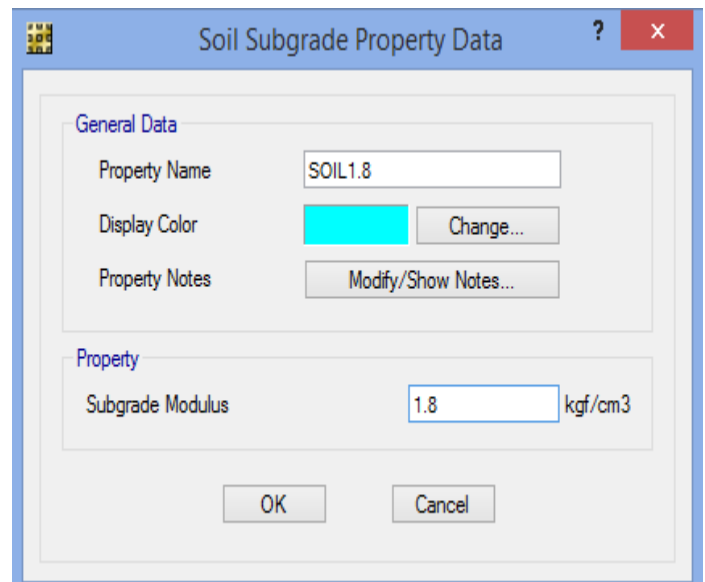 Soil Subgrade Property Data ? x
General Data
Property Name SOIL1.8
Display Color Change...
Property Notes Modify/Show Notes...
Property
Subgrade Modulus 1.8 kgf/cm3
OK Cancel